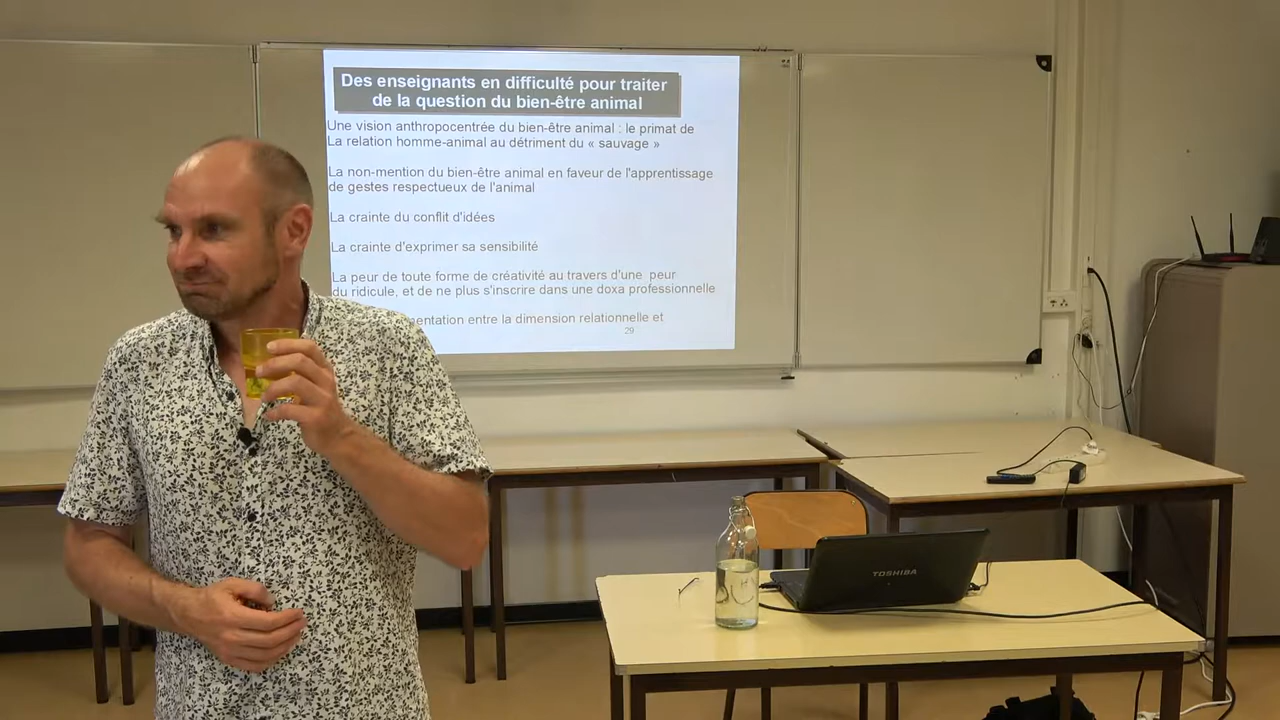 Des enseignants en difficulté pour traiter
de la question du bien-être animal
Une vision anthropocentrée du bien-être animal : le primat de
La relation homme-animal au détriment du « sauvage »
La non-mention du bien-être animal en faveur de l'apprentissage
de gestes respectueux de l'animal
La crainte du conflit d'idées
La crainte d'exprimer sa sensibilité
La peur de toute forme de créativité au travers d'une peur
du ridicule, et de ne plus s'inscrire dans une doxa professionnelle
entre la dimension relationnelle et
29
TOSHIBA